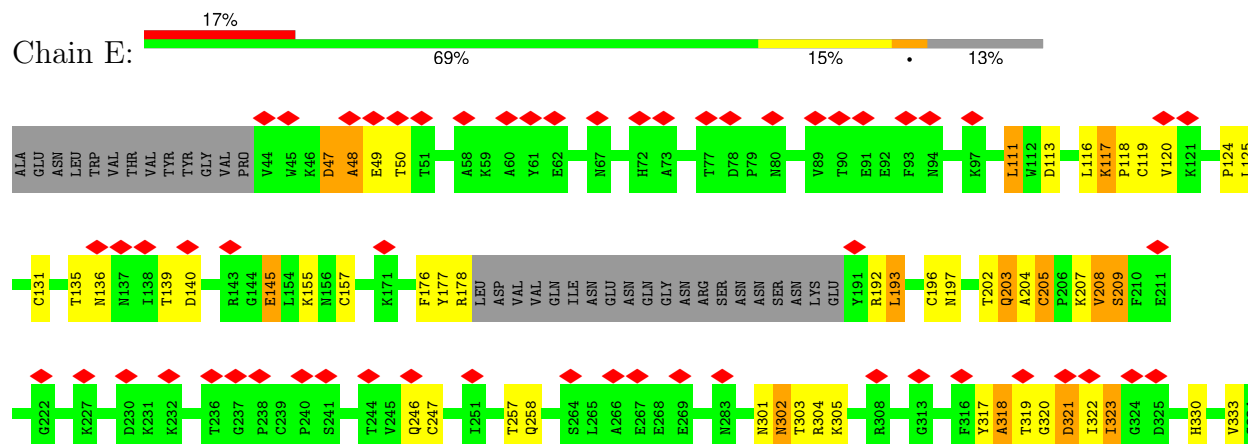 17%
Chain E:
69% 15% • 13%
ALA GLU ASN LEU TRP VAL THR VAL TYR TYR GLY VAL PRO V44 W45 K46 D47 A48 E49 T50 T51 A58 K59 A60 Y61 E62 N67 H72 A73 T77 D78 P79 N80 V89 T90 E91 E92 F93 N94 K97 L111 W112 D113 L116 K117 P118 C119 V120 K121 P124 L125
C131 T135 N136 N137 I138 T139 D140 R143 G144 E145 L154 K155 N156 C157 K171 F176 Y177 R178 LEU ASP VAL VAL GLN ILE ASN GLU ASN GLN GLY ASN ARG SER ASN ASN SER ASN LYS GLU Y191 R192 L193 C196 N197 T202 Q203 A204 C205 P206 K207 V208 S209 F210 E211
G222 K227 D230 K231 K232 T236 G237 P238 C239 P240 S241 T244 V245 Q246 C247 I251 T257 Q258 S264 L265 A266 E267 E268 E269 N283 N301 N302 T303 R304 K305 R308 G313 F316 Y317 A318 T319 G320 D321 I322 I323 G324 D325 H330 V333